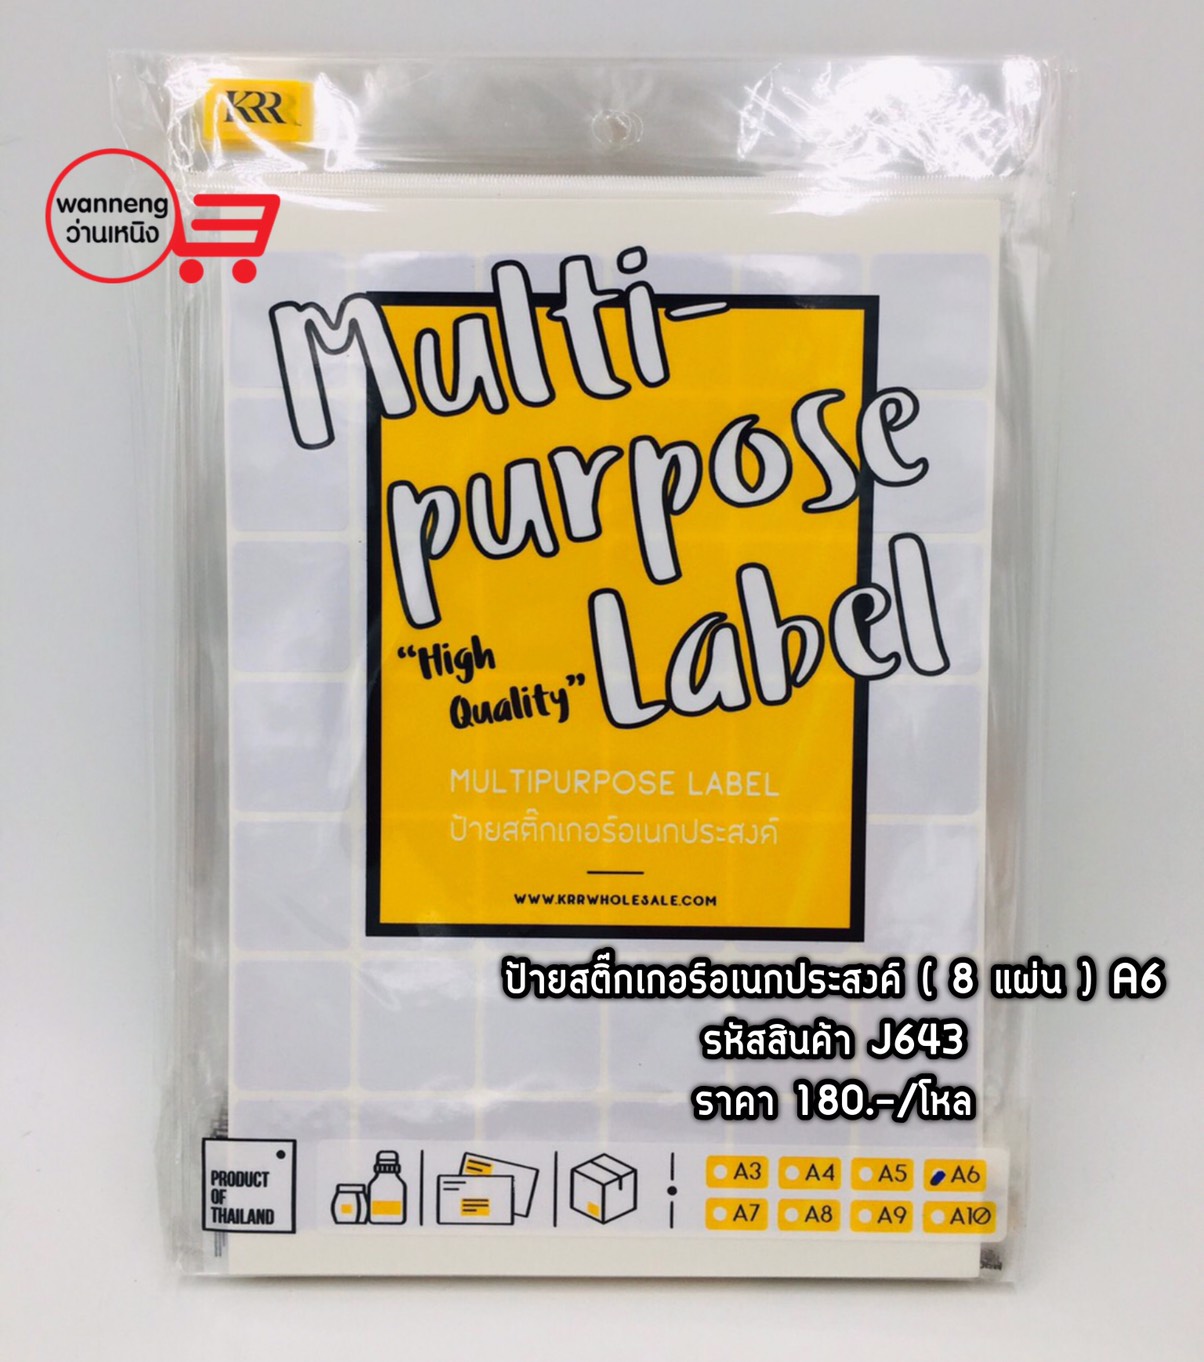 KRR
wanneng
ว่านเหนิง
Multi-
purpose
Label
"High
Quality"
MULTIPURPOSE LABEL
ป้ายสติ๊กเกอร์อเนกประสงค์
WWW.KRRWHOLESALE.COM
ป้ายสติ๊กเกอร์อเนกประสงค์ ( 8 แผ่น ) A6
รหัสสินค้า J643
ราคา 180.-/โหล
PRODUCT
OF
THAILAND
A3 A4 A5 A6
A7 A8 A9 A10